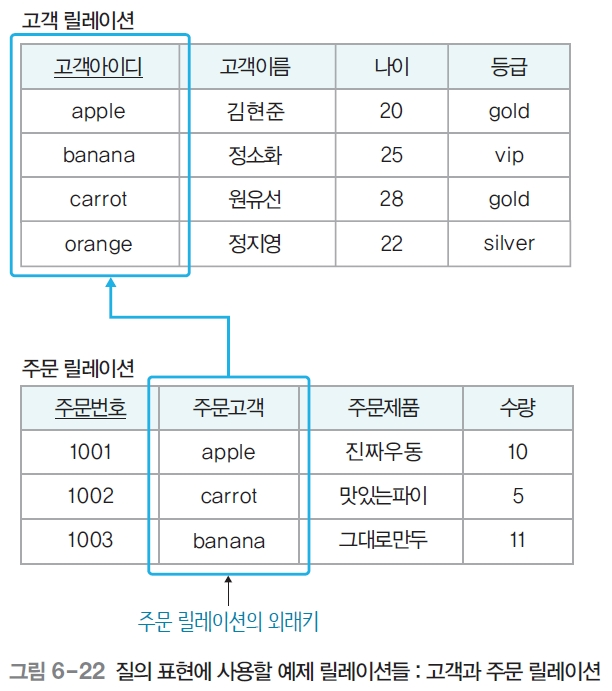 고객 릴레이션
고객아이디 고객이름 나이 등급
apple 김현준 20 gold
banana 정소화 25 vip
carrot 원유선 28 gold
orange 정지영 22 silver
주문 릴레이션
주문번호 주문고객 주문제품 수량
1001 apple 진짜우동 10
1002 carrot 맛있는파이 5
1003 banana 그대로만두 11
주문 릴레이션의 외래키
그림 6-22 질의 표현에 사용할 예제 릴레이션들 : 고객과 주문 릴레이션